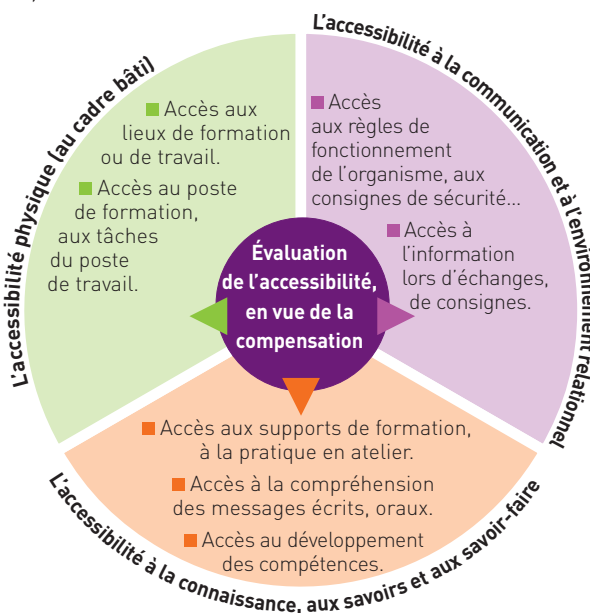 L'accessibilité physique (au cadre bâti)
■ Accès aux
lieux de formation
ou de travail.
■ Accès au poste
de formation,
aux tâches
du poste
de travail.
L'accessibilité à la communication et à l'environnement relationnel
■ Accès
aux règles de
fonctionnement
de l'organisme, aux
consignes de sécurité...
■ Accès à
l'information
lors d'échanges,
de consignes.
Évaluation
de l'accessibilité,
en vue de la
compensation
■ Accès aux supports de formation,
à la pratique en atelier.
■ Accès à la compréhension
des messages écrits, oraux.
■ Accès au développement
des compétences.
L'accessibilité à la connaissance, aux savoirs et aux savoir-faire